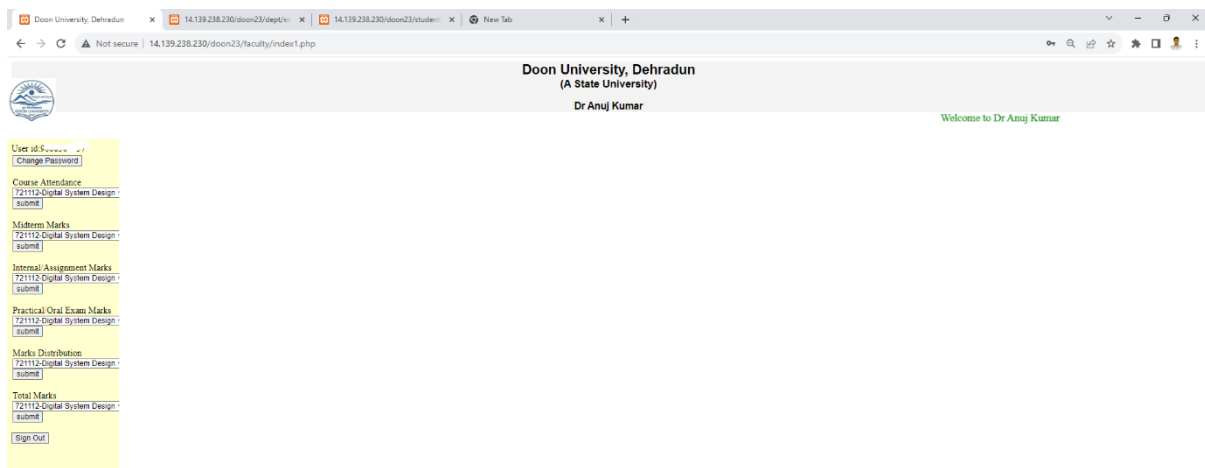 Doon University, Dehradun
14.139.238.230/doon23/dept/e
14.139.238.230/doon23/student
New Tab
Not secure
14.139.238.230/doon23/faculty/index1.php
Doon University, Dehradun
(A State University)
Dr Anuj Kumar
Welcome to Dr Anuj Kumar
User id:
Change Password
Course Attendance
721112-Digital System Design
submit
Midterm Marks
721112-Digital System Design
submit
Internal/Assignment Marks
721112-Digital System Design
submit
Practical/Oral Exam Marks
721112-Digital System Design
submit
Marks Distribution
721112-Digital System Design
submit
Total Marks
721112-Digital System Design
submit
Sign Out